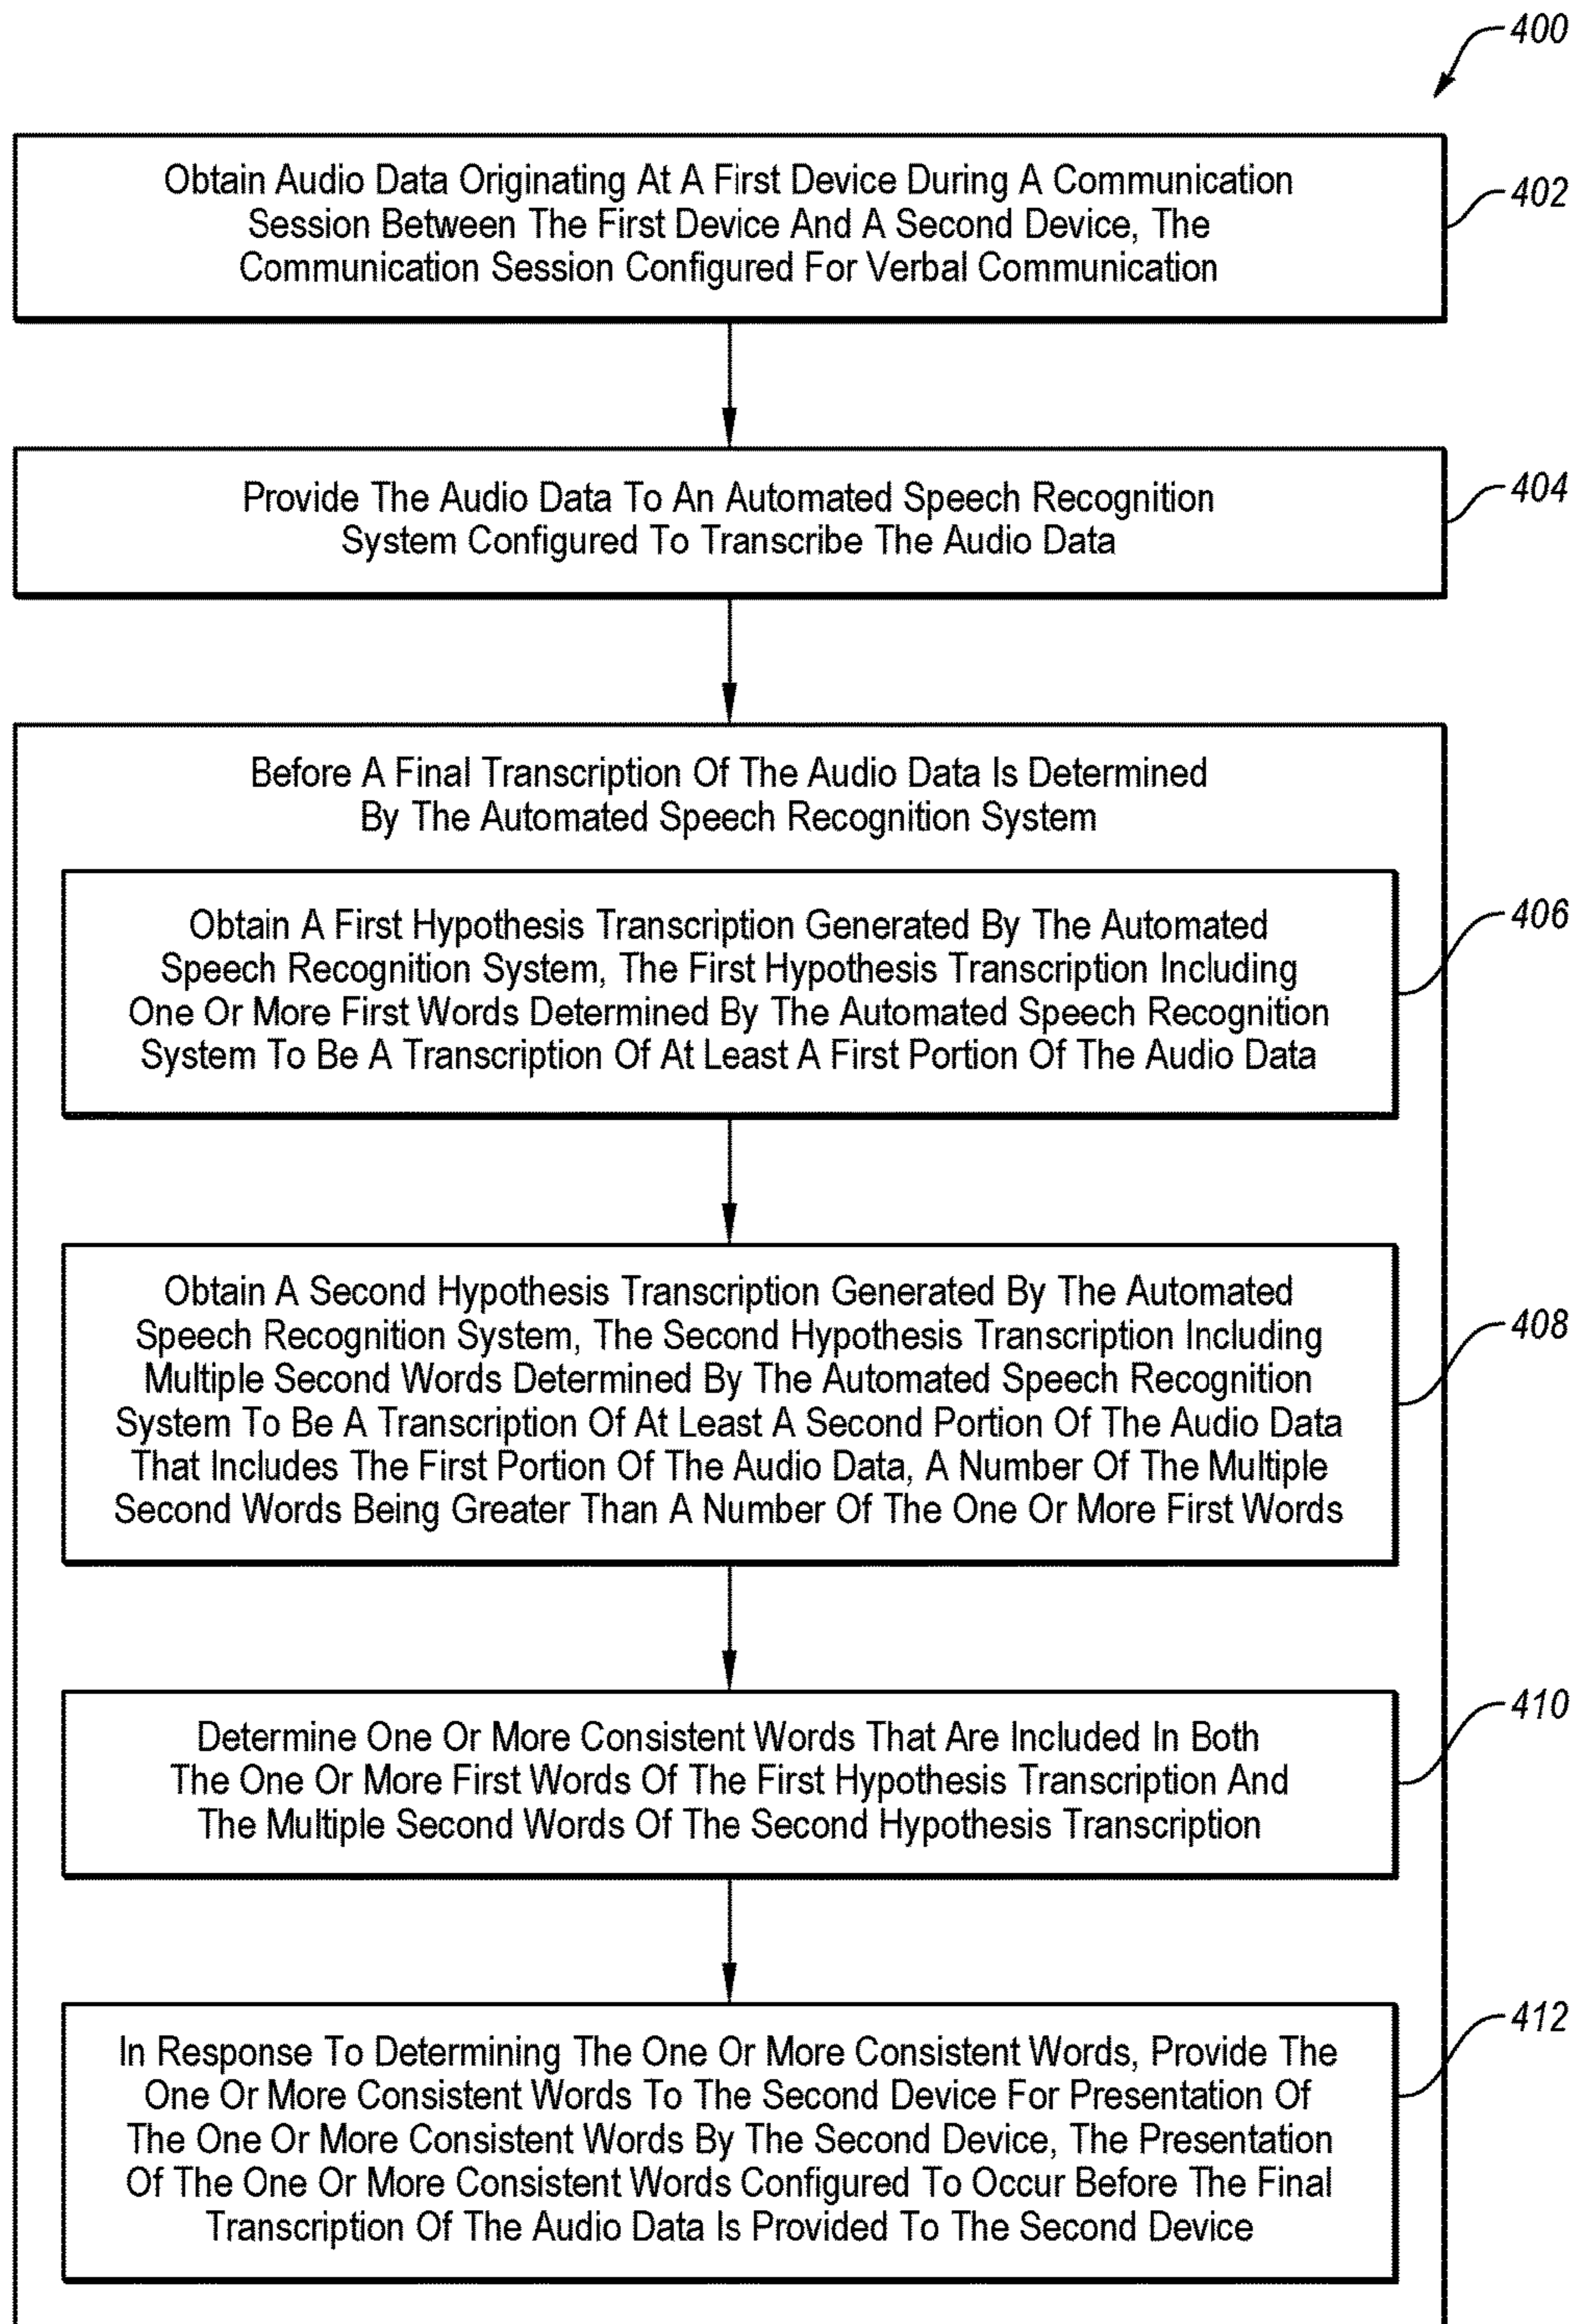 400
Obtain Audio Data Originating At A First Device During A Communication
Session Between The First Device And A Second Device, The
Communication Session Configured For Verbal Communication
402
Provide The Audio Data To An Automated Speech Recognition
System Configured To Transcribe The Audio Data
404
Before A Final Transcription Of The Audio Data Is Determined
By The Automated Speech Recognition System
Obtain A First Hypothesis Transcription Generated By The Automated
Speech Recognition System, The First Hypothesis Transcription Including
One Or More First Words Determined By The Automated Speech Recognition
System To Be A Transcription Of At Least A First Portion Of The Audio Data
406
Obtain A Second Hypothesis Transcription Generated By The Automated
Speech Recognition System, The Second Hypothesis Transcription Including
Multiple Second Words Determined By The Automated Speech Recognition
System To Be A Transcription Of At Least A Second Portion Of The Audio Data
That Includes The First Portion Of The Audio Data, A Number Of The Multiple
Second Words Being Greater Than A Number Of The One Or More First Words
408
Determine One Or More Consistent Words That Are Included In Both
The One Or More First Words Of The First Hypothesis Transcription And
The Multiple Second Words Of The Second Hypothesis Transcription
410
In Response To Determining The One Or More Consistent Words, Provide The
One Or More Consistent Words To The Second Device For Presentation Of
The One Or More Consistent Words By The Second Device, The Presentation
Of The One Or More Consistent Words Configured To Occur Before The Final
Transcription Of The Audio Data Is Provided To The Second Device
412